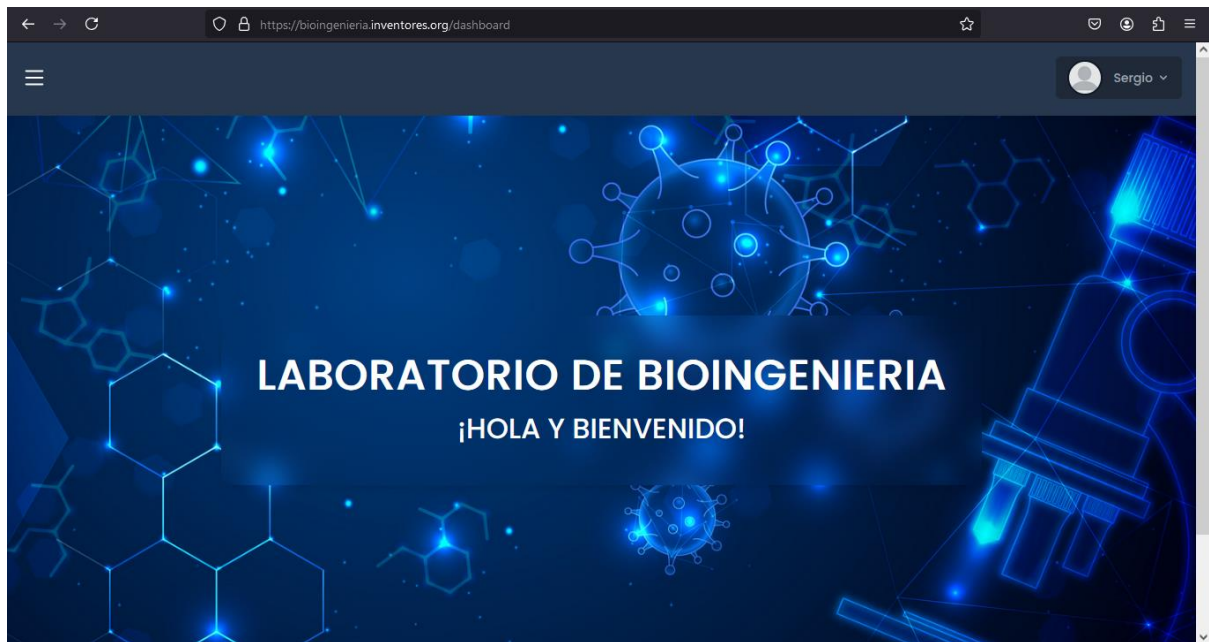 https://bioingenieria.inventores.org/dashboard
Sergio
LABORATORIO DE BIOINGENIERIA
¡HOLA Y BIENVENIDO!